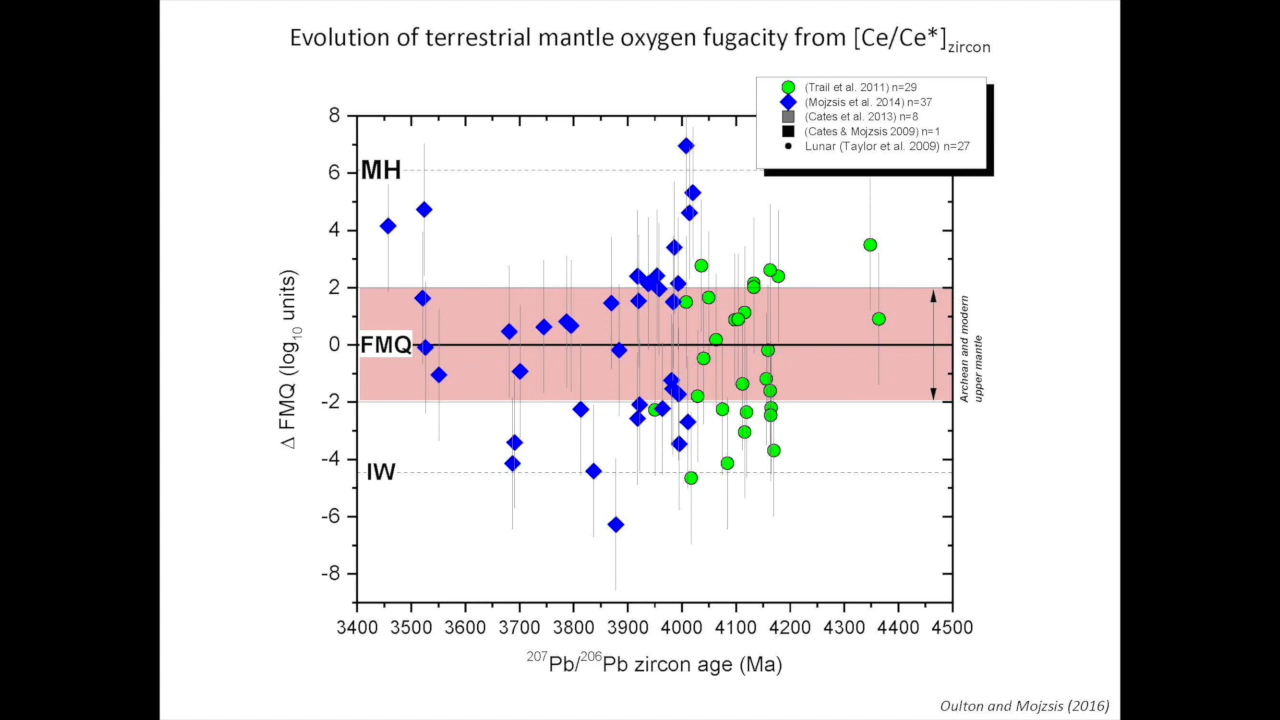 Evolution of terrestrial mantle oxygen fugacity from [Ce/Ce*]zircon
(Trail et al. 2011) n=29
(Mojzsis et al. 2014) n=37
(Cates et al. 2013) n=8
(Cates & Mojzsis 2009) n=1
Lunar (Taylor et al. 2009) n=27
8
6
4
2
0
-2
-4
-6
-8
MH
FMQ
IW
Δ FMQ (log10 units)
Archean and modern
upper mantle
3400 3500 3600 3700 3800 3900 4000 4100 4200 4300 4400 4500
207Pb/206Pb zircon age (Ma)
Oulton and Mojzsis (2016)